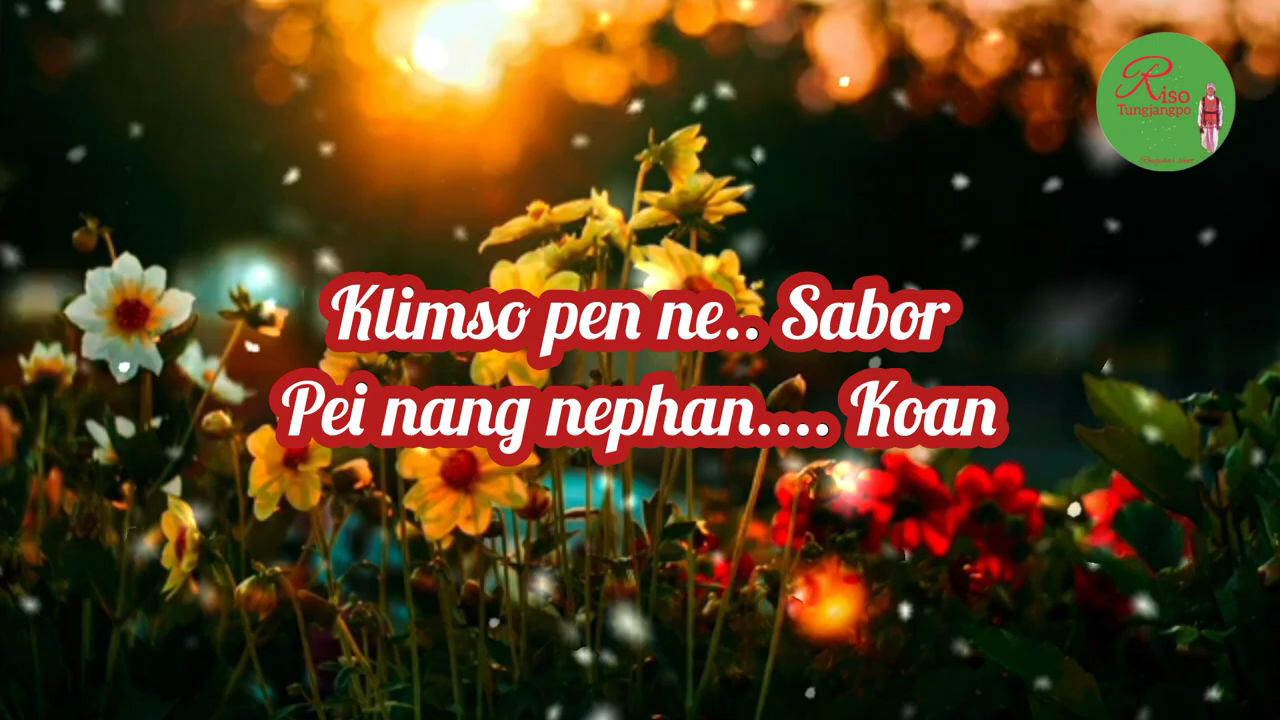 Riso
Tungjangpo
Klimso pen ne.. Sabor
Pei nang nephan.... Koan